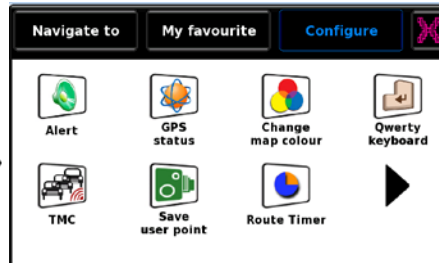 Navigate to
My favourite
Configure
Alert
GPS
status
Change
map colour
Qwerty
keyboard
TMC
Save
user point
Route Timer